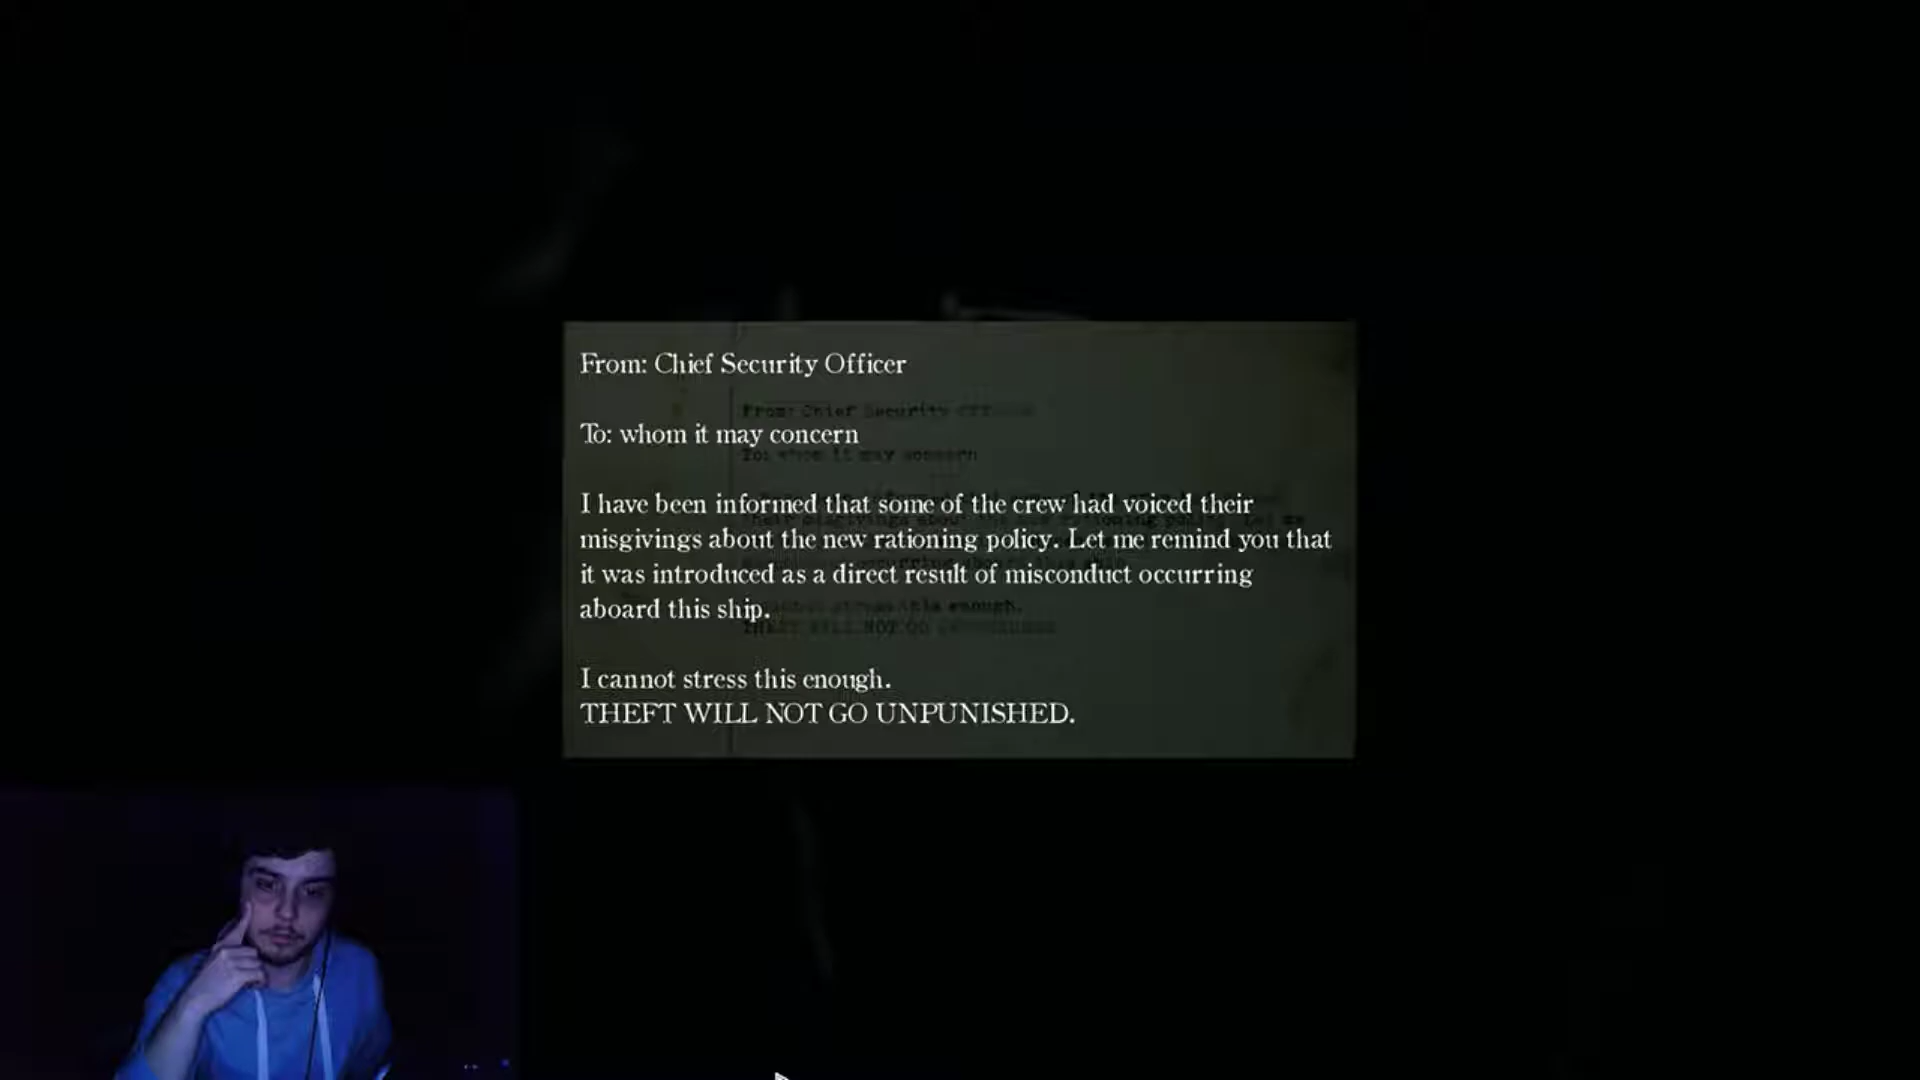 From: Chief Security Officer
To: whom it may concern
I have been informed that some of the crew had voiced their
misgivings about the new rationing policy. Let me remind you that
it was introduced as a direct result of misconduct occurring
aboard this ship.
I cannot stress this enough.
THEFT WILL NOT GO UNPUNISHED.